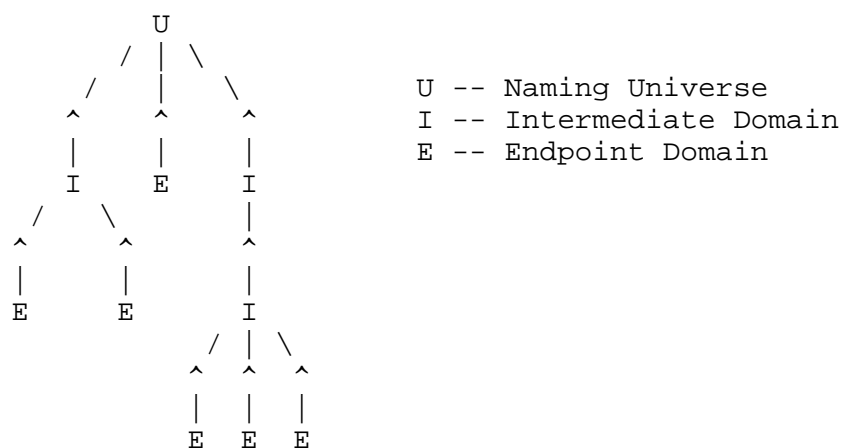 U
/ | \
/ | \ U -- Naming Universe
^ ^ ^ I -- Intermediate Domain
| | | E -- Endpoint Domain
I E I
/ \ |
^ ^ ^
| | |
E E I
/ | \
^ ^ ^
| | |
E E E